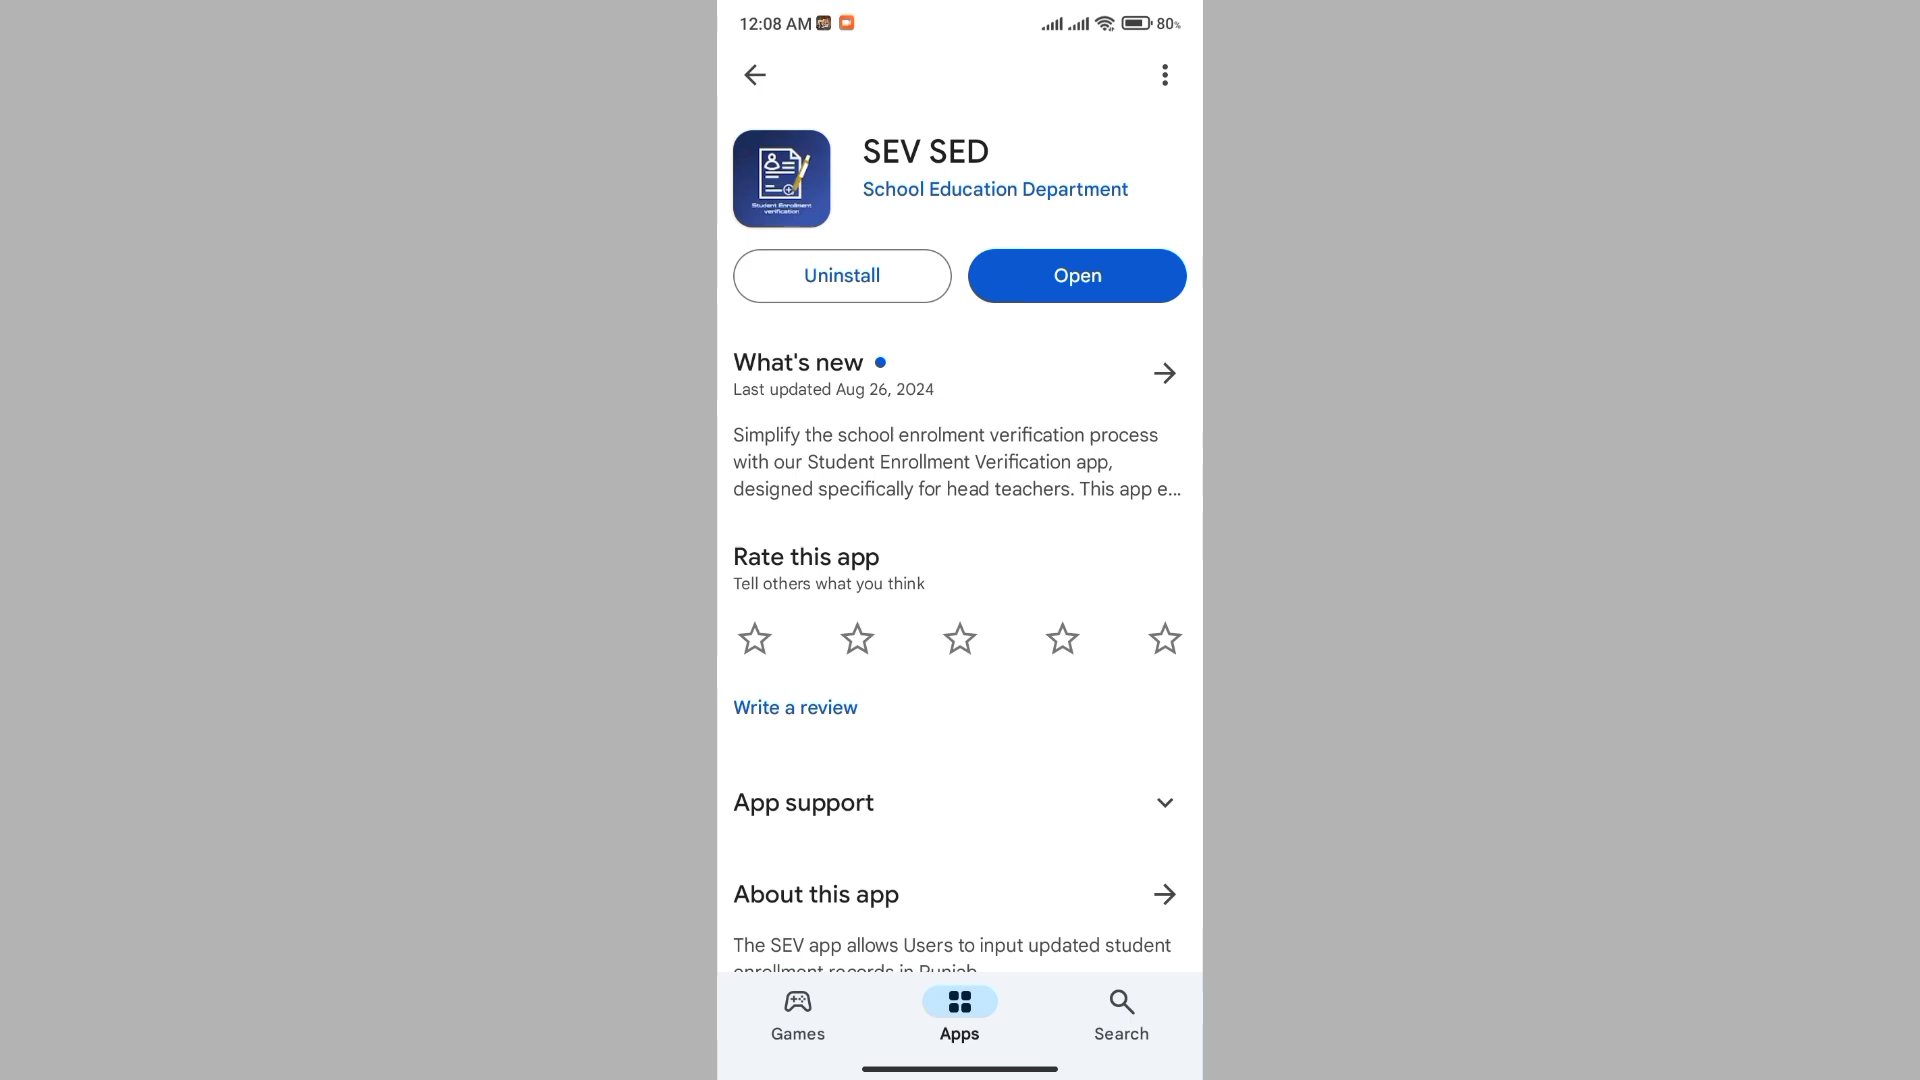 12:08 AM
80%
SEV SED
School Education Department
Student Enrollment
verification
Uninstall
Open
What's new
Last updated Aug 26, 2024
Simplify the school enrolment verification process
with our Student Enrollment Verification app,
designed specifically for head teachers. This app e...
Rate this app
Tell others what you think
Write a review
App support
About this app
The SEV app allows Users to input updated student
enrollment records in Punjab
Games
Apps
Search